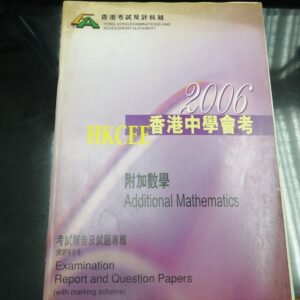 香港考試及評核局
HONG KONG EXAMINATIONS AND
ASSESSMENT AUTHORITY
2006
香港中學會考
HKCEE
附加數學
Additional Mathematics
考試報告及試題專輯
Examination
Report and Question Papers
(with marking scheme)